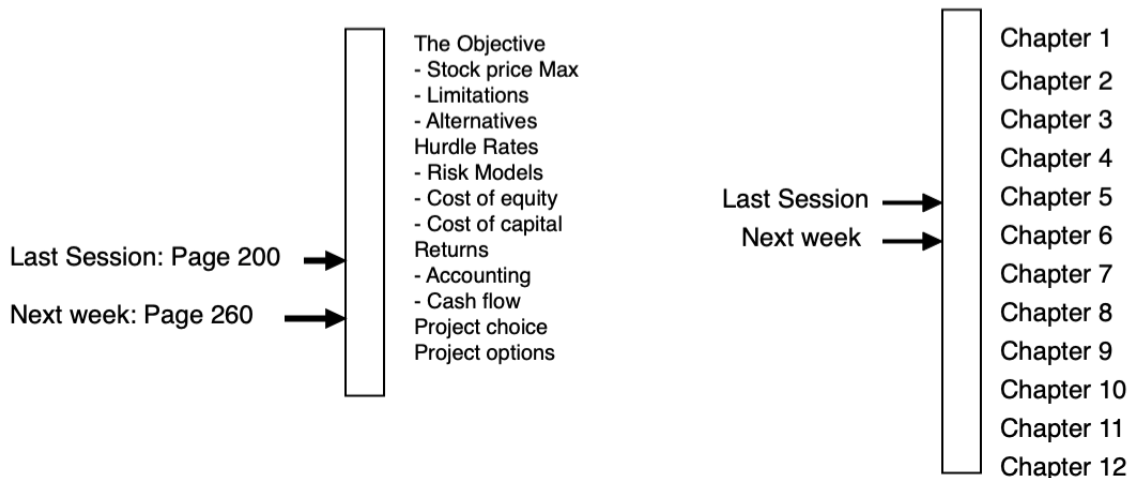 The Objective
- Stock price Max
- Limitations
- Alternatives
Hurdle Rates
- Risk Models
- Cost of equity
- Cost of capital
Returns
- Accounting
- Cash flow
Project choice
Project options
Last Session: Page 200
Next week: Page 260
Chapter 1
Chapter 2
Chapter 3
Chapter 4
Chapter 5
Chapter 6
Chapter 7
Chapter 8
Chapter 9
Chapter 10
Chapter 11
Chapter 12
Last Session
Next week